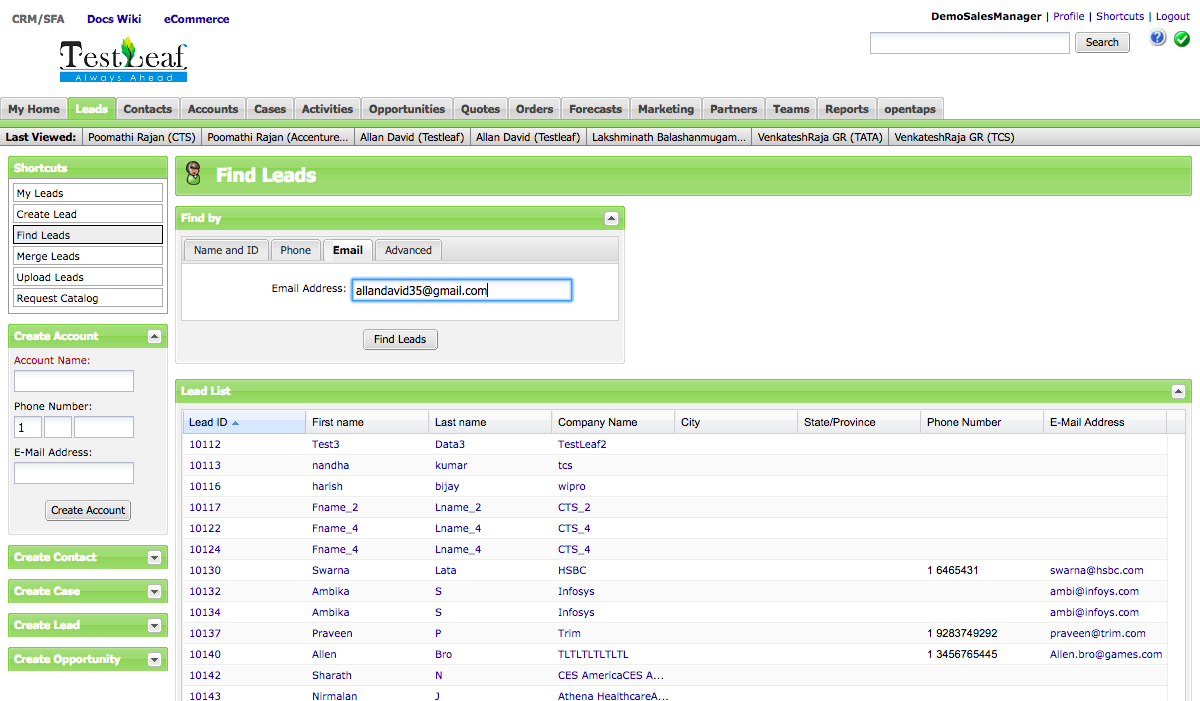 CRM/SFA Docs Wiki eCommerce
DemoSalesManager | Profile | Shortcuts | Logout
TestLeaf
Always Ahead
Search
?
My Home Leads Contacts Accounts Cases Activities Opportunities Quotes Orders Forecasts Marketing Partners Teams Reports opentaps
Last Viewed: Poomathi Rajan (CTS) Poomathi Rajan (Accenture... Allan David (Testleaf) Allan David (Testleaf) Lakshminath Balashanmugam... VenkateshRaja GR (TATA) VenkateshRaja GR (TCS)
Shortcuts
My Leads
Create Lead
Find Leads
Merge Leads
Upload Leads
Request Catalog
Create Account
Account Name:
Phone Number:
1
E-Mail Address:
Create Account
Create Contact
Create Case
Create Lead
Create Opportunity
Find Leads
Find by
Name and ID Phone Email Advanced
Email Address: allandavid35@gmail.com
Find Leads
Lead List
Lead ID First name Last name Company Name City State/Province Phone Number E-Mail Address
10112 Test3 Data3 TestLeaf2
10113 nandha kumar tcs
10116 harish bijay wipro
10117 Fname_2 Lname_2 CTS_2
10122 Fname_4 Lname_4 CTS_4
10124 Fname_4 Lname_4 CTS_4
10130 Swarna Lata HSBC 1 6465431 swarna@hsbc.com
10132 Ambika S Infosys ambi@infoys.com
10134 Ambika S Infosys ambi@infoys.com
10137 Praveen P Trim 1 9283749292 praveen@trim.com
10140 Allen Bro TLTLTLTLTLTL 1 3456765445 Allen.bro@games.com
10142 Sharath N CES AmericaCES A...
10143 Nirmalan J Athena HealthcareA...